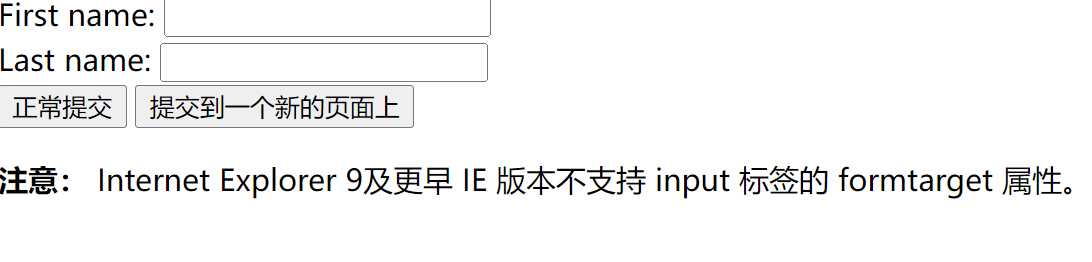 First name:
Last name:
正常提交 提交到一个新的页面上
注意： Internet Explorer 9及更早 IE 版本不支持 input 标签的 formtarget 属性。